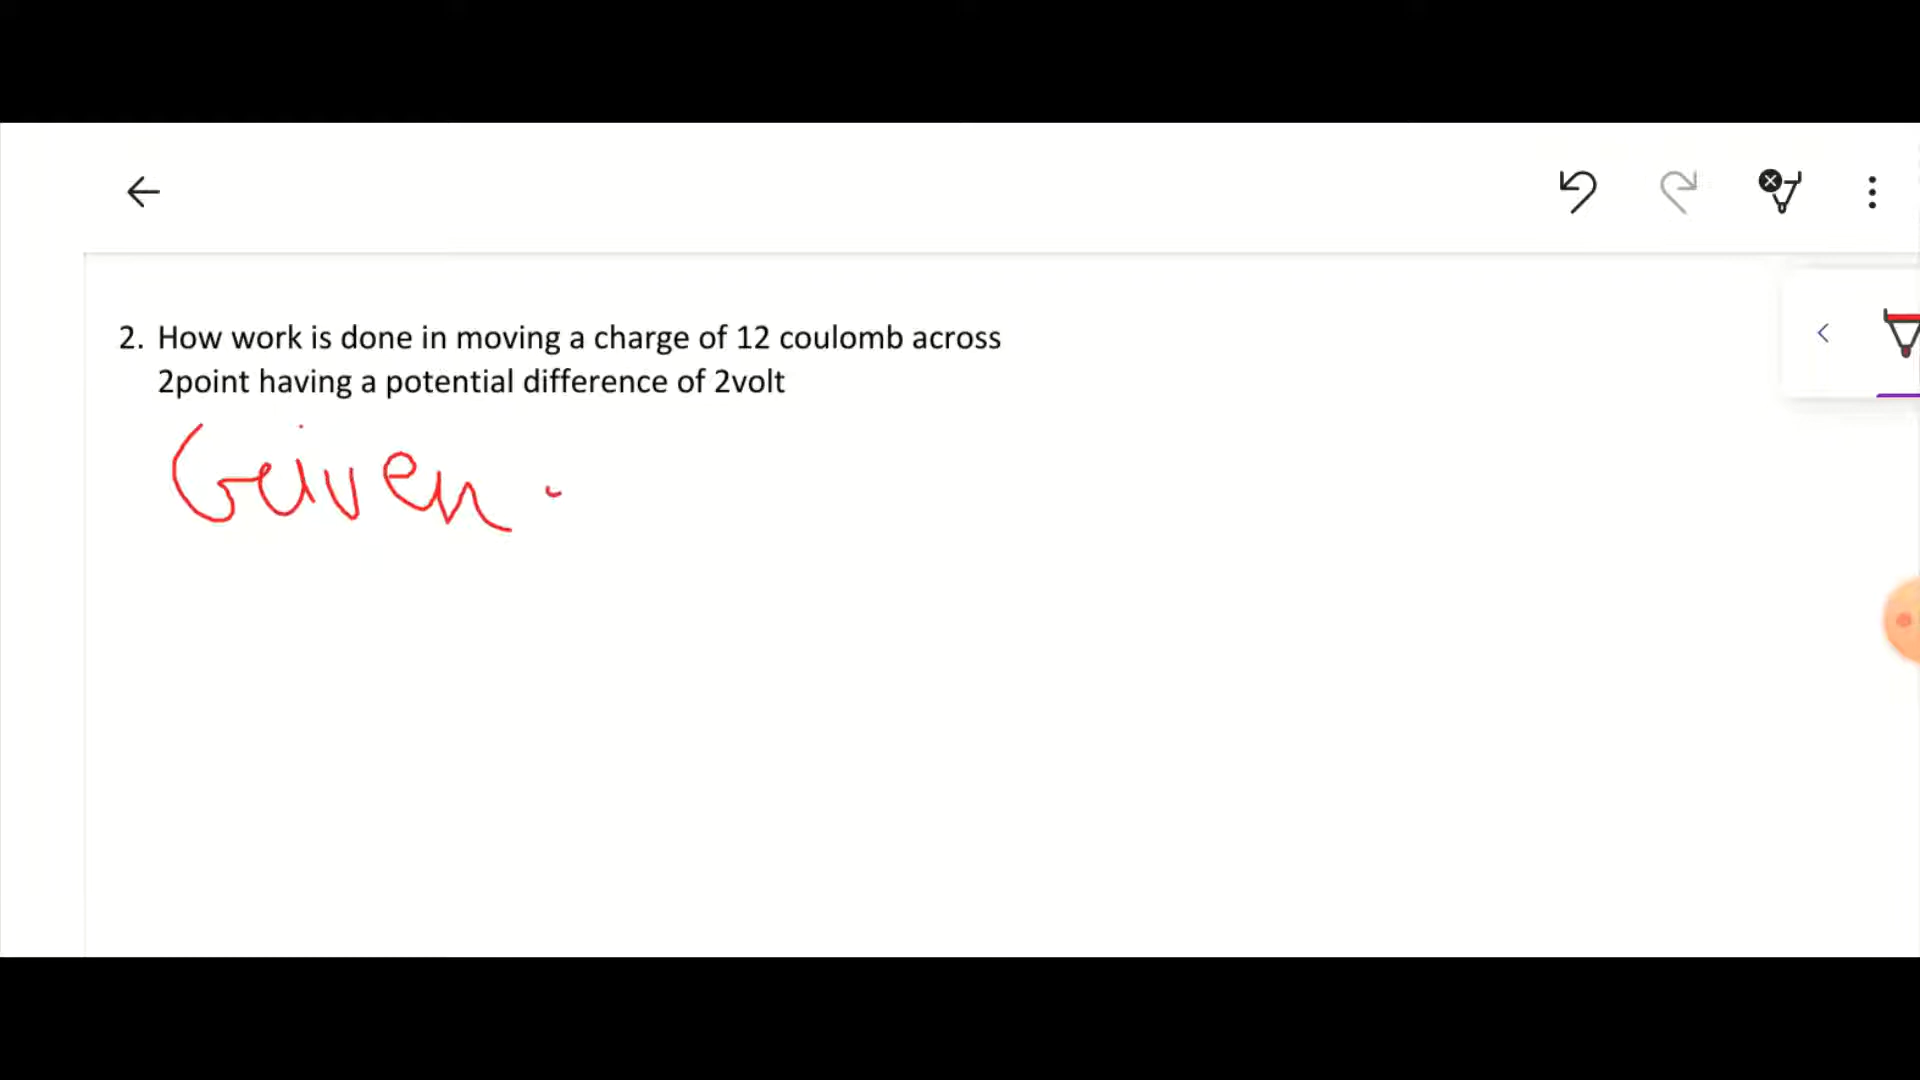 2. How work is done in moving a charge of 12 coulomb across
2point having a potential difference of 2volt
Given